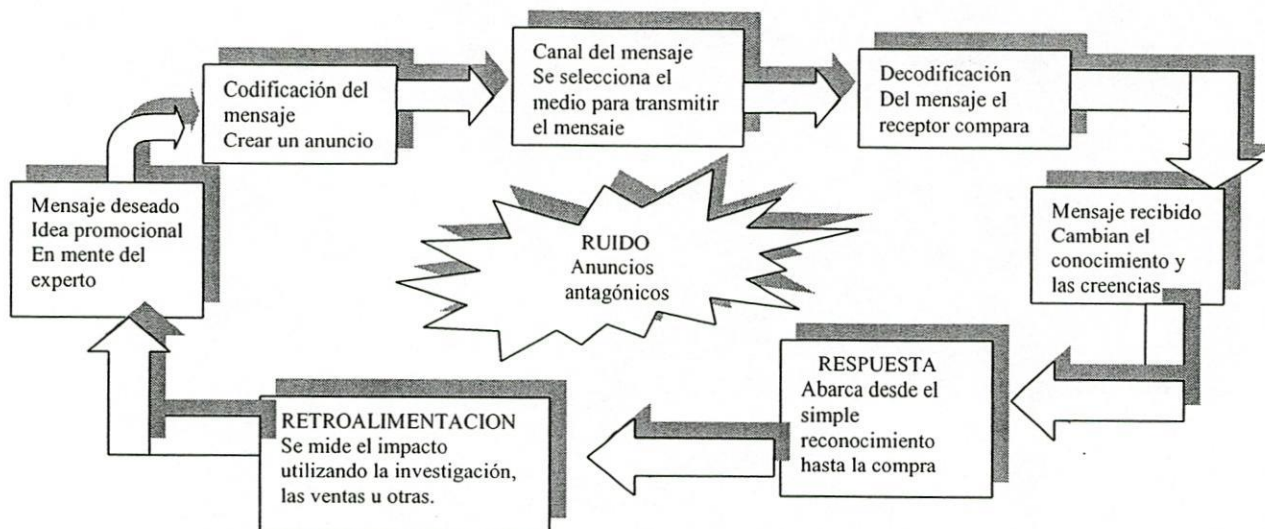 Mensaje deseado
Idea promocional
En mente del
experto
Codificación del
mensaje
Crear un anuncio
Canal del mensaje
Se selecciona el
medio para transmitir
el mensaje
Decodificación
Del mensaje el
receptor compara
Mensaje recibido
Cambian el
conocimiento y
las creencias
RESPUESTA
Abarca desde el
simple
reconocimiento
hasta la compra
RETROALIMENTACION
Se mide el impacto
utilizando la investigación,
las ventas u otras.
RUIDO
Anuncios
antagónicos